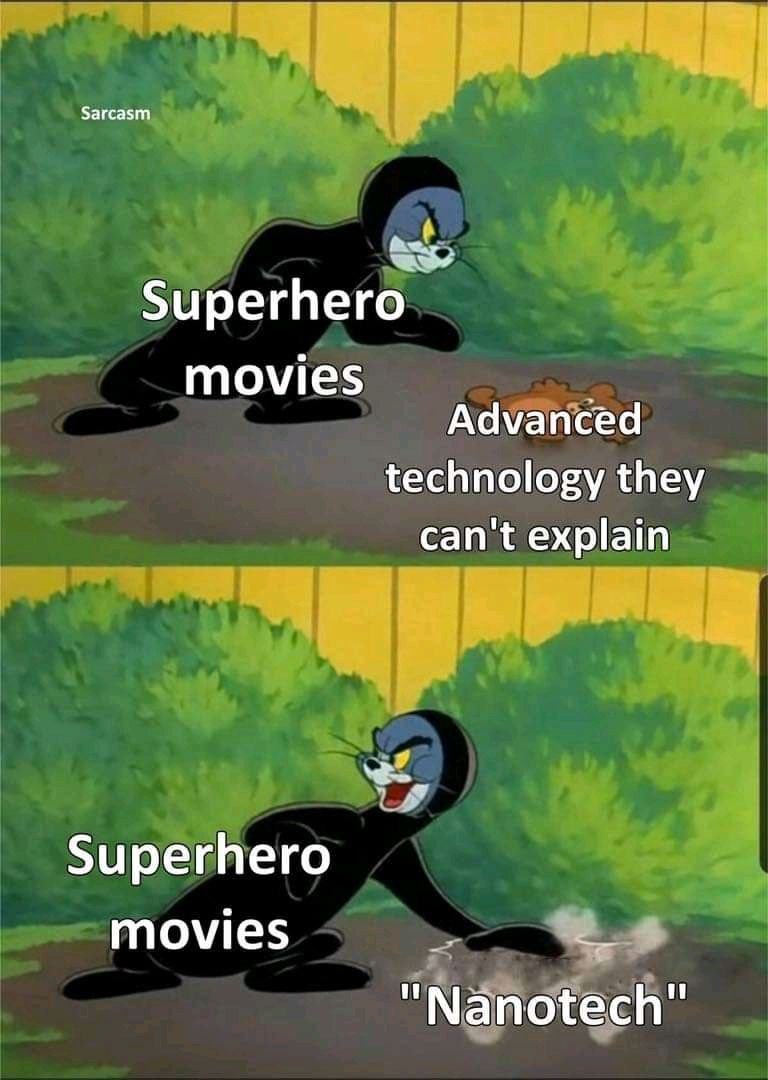 Sarcasm
Superhero
movies
Advanced
technology they
can't explain
Superhero
movies
"Nanotech"